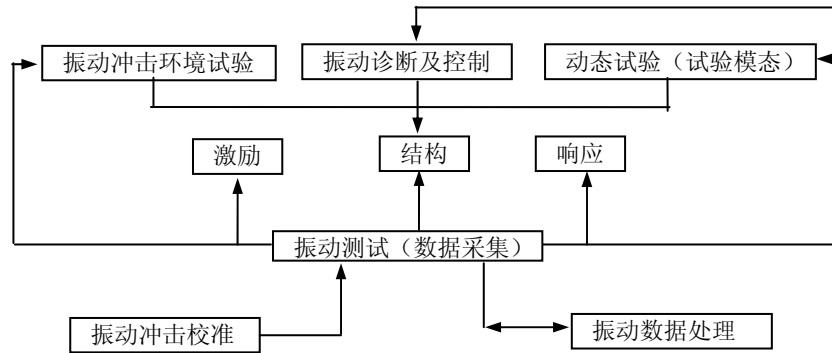 振动冲击环境试验
振动诊断及控制
动态试验（试验模态）
激励
结构
响应
振动测试（数据采集）
振动冲击校准
振动数据处理